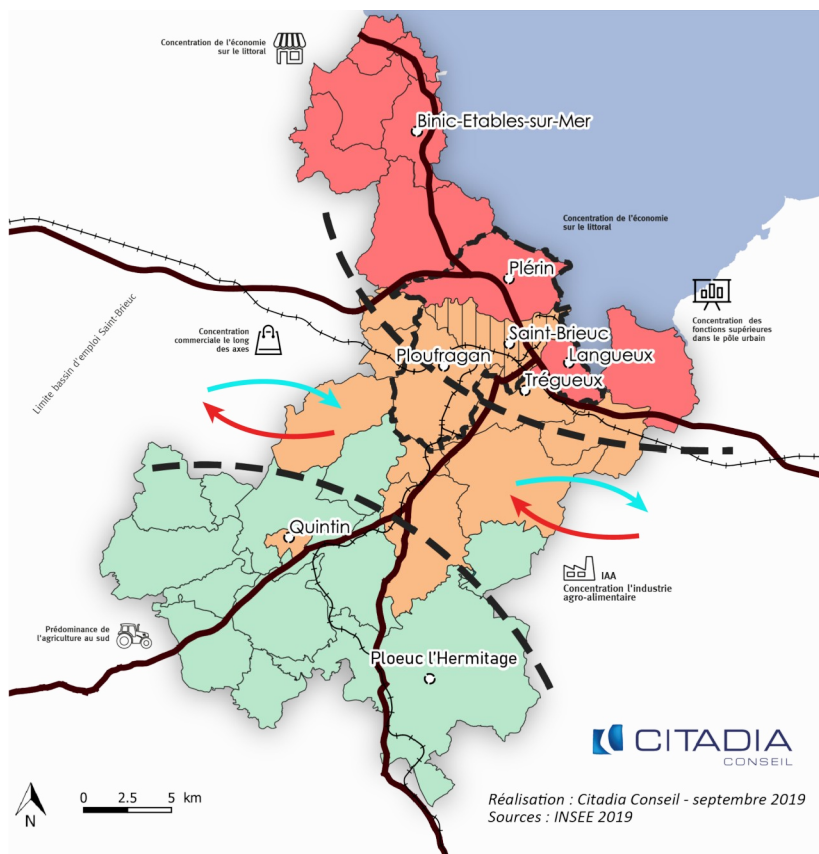 Concentration de l'économie
sur le littoral
Binic-Etables-sur-Mer
Concentration de l'économie
sur le littoral
Plérin
Concentration des
fonctions supérieures
dans le pôle urbain
Limite bassin d'emploi Saint-Brieuc
Concentration
commerciale le long
des axes
Saint-Brieuc
Ploufragan
Langueux
Trégueux
Quintin
IAA
Concentration l'industrie
agro-alimentaire
Prédominance de
l'agriculture au sud
Ploeuc l'Hermitage
CITADIA
CONSEIL
0 2.5 5 km
N
Réalisation : Citadia Conseil - septembre 2019
Sources : INSEE 2019